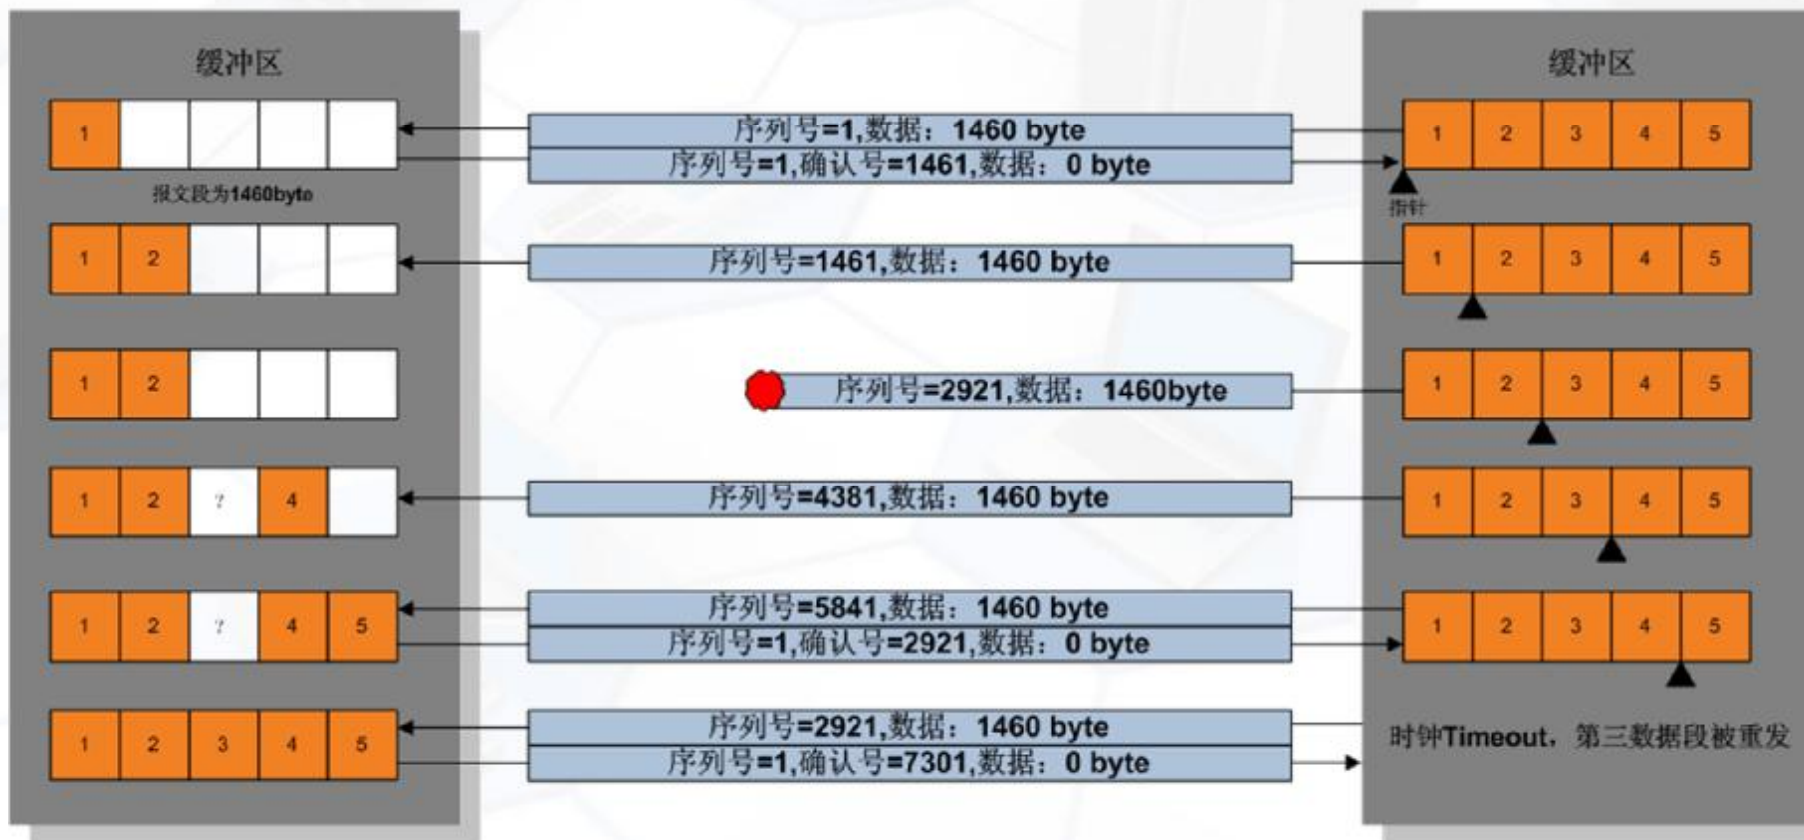 缓冲区
缓冲区
1
序列号=1,数据：1460 byte
1 2 3 4 5
序列号=1,确认号=1461,数据：0 byte
报文段为1460byte
指针
1 2
序列号=1461,数据：1460 byte
1 2 3 4 5
1 2
序列号=2921,数据：1460byte
1 2 3 4 5
1 2 ? 4
序列号=4381,数据：1460 byte
1 2 3 4 5
1 2 ? 4 5
序列号=5841,数据：1460 byte
序列号=1,确认号=2921,数据：0 byte
1 2 3 4 5
1 2 3 4 5
序列号=2921,数据：1460 byte
序列号=1,确认号=7301,数据：0 byte
时钟Timeout，第三数据段被重发